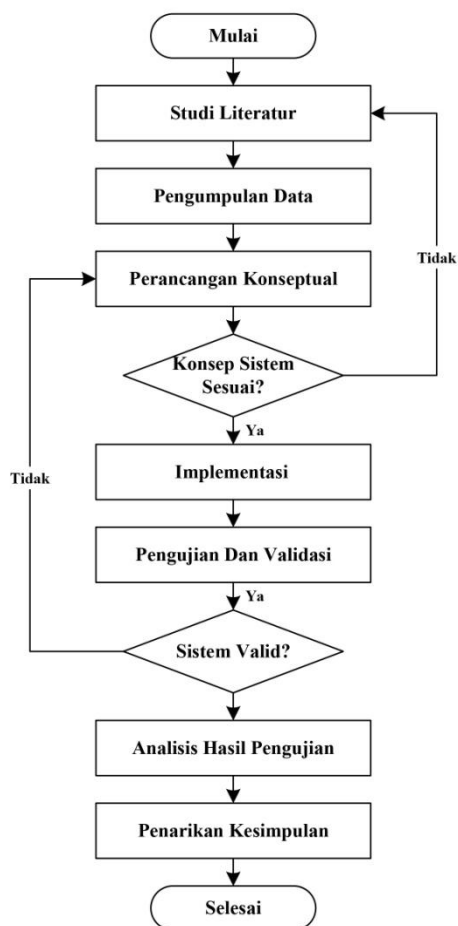 Mulai
Studi Literatur
Pengumpulan Data
Perancangan Konseptual
Tidak
Konsep Sistem
Sesuai?
Ya
Implementasi
Tidak
Pengujian Dan Validasi
Ya
Sistem Valid?
Analisis Hasil Pengujian
Penarikan Kesimpulan
Selesai